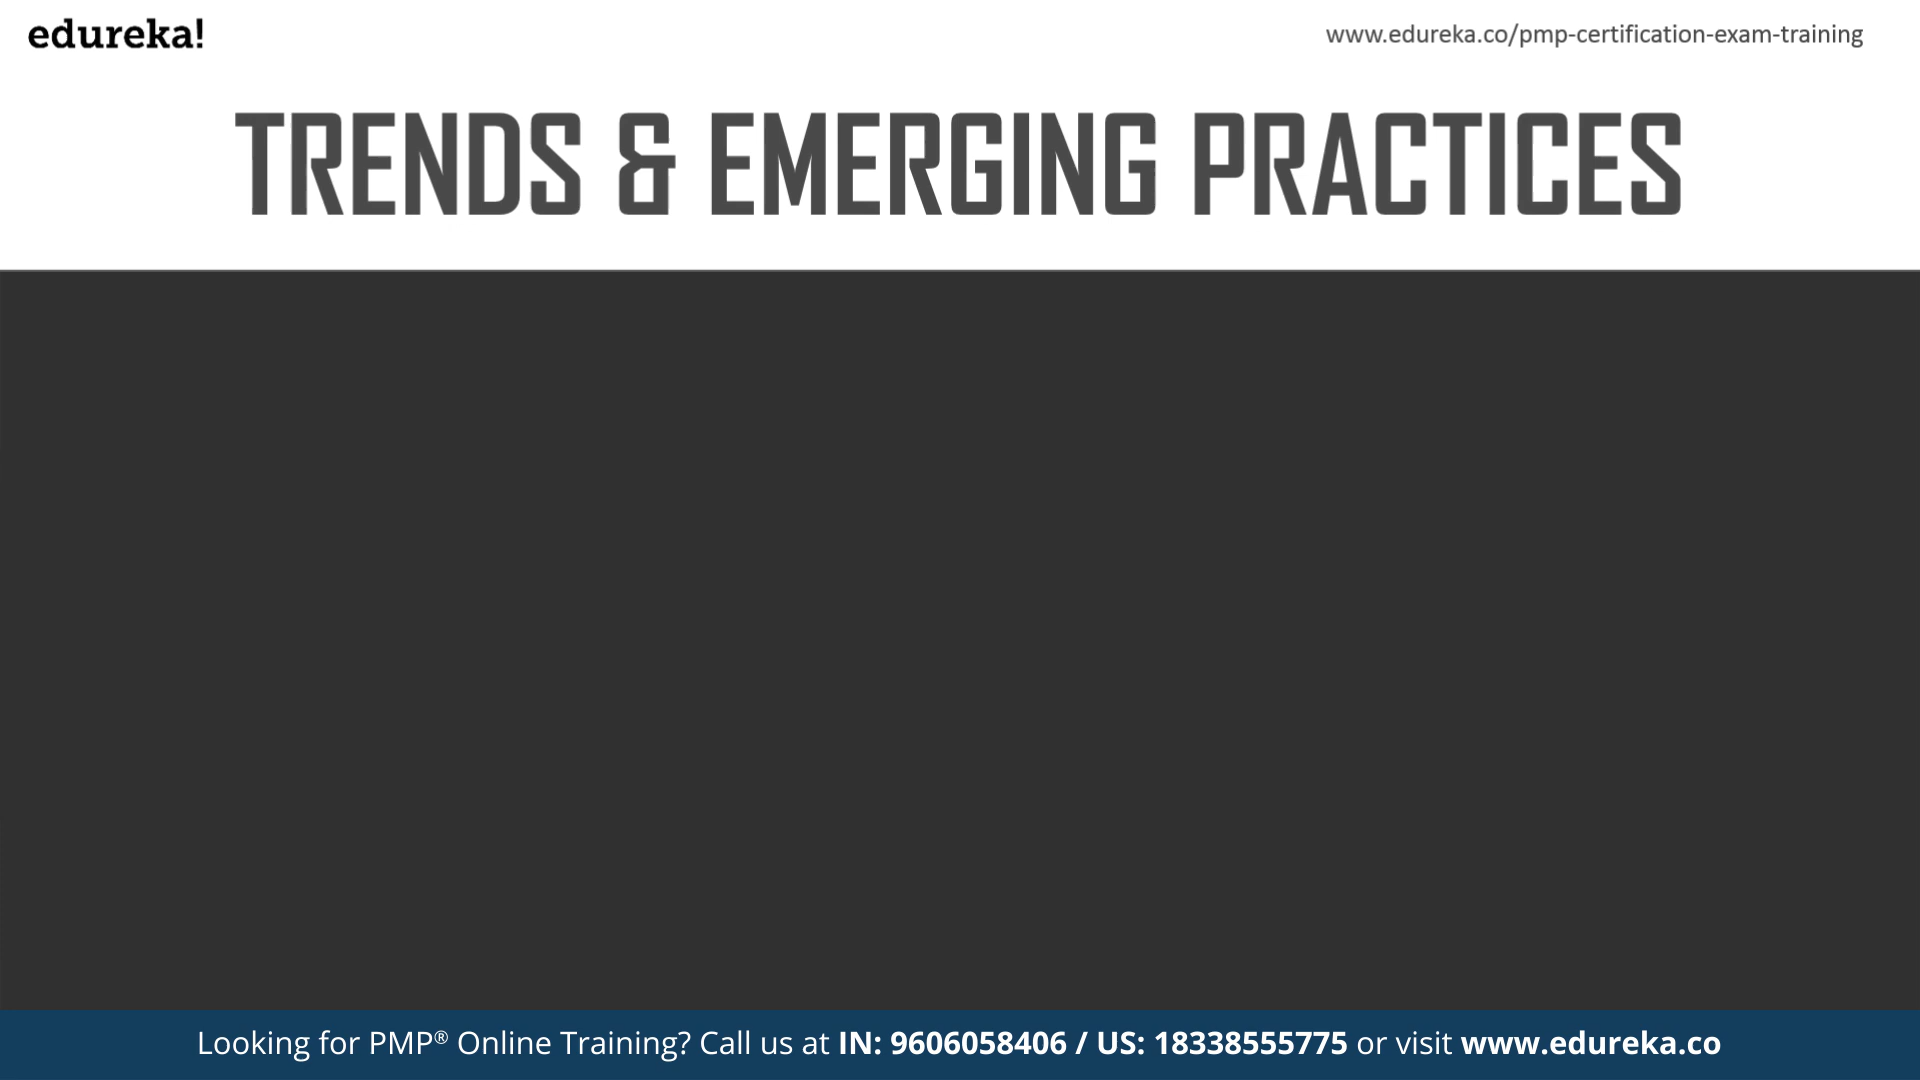 edureka!
www.edureka.co/pmp-certification-exam-training
TRENDS & EMERGING PRACTICES
Looking for PMP® Online Training? Call us at IN: 9606058406 / US: 18338555775 or visit www.edureka.co